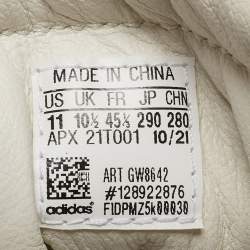 MADE IN CHINA
US UK FR JP CHN
11 10½ 45⅓ 290 280
APX 21T001 10/21
ART GW8642
#128922876
adidas FIDPMZ5K00030